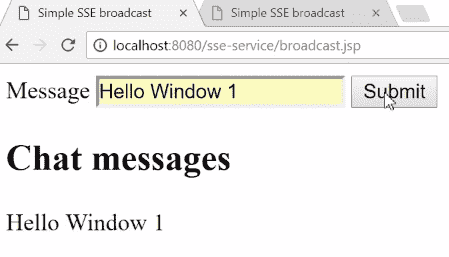 Simple SSE broadcast
Simple SSE broadcast
localhost:8080/sse-service/broadcast.jsp
Message Hello Window 1 Submit
Chat messages
Hello Window 1